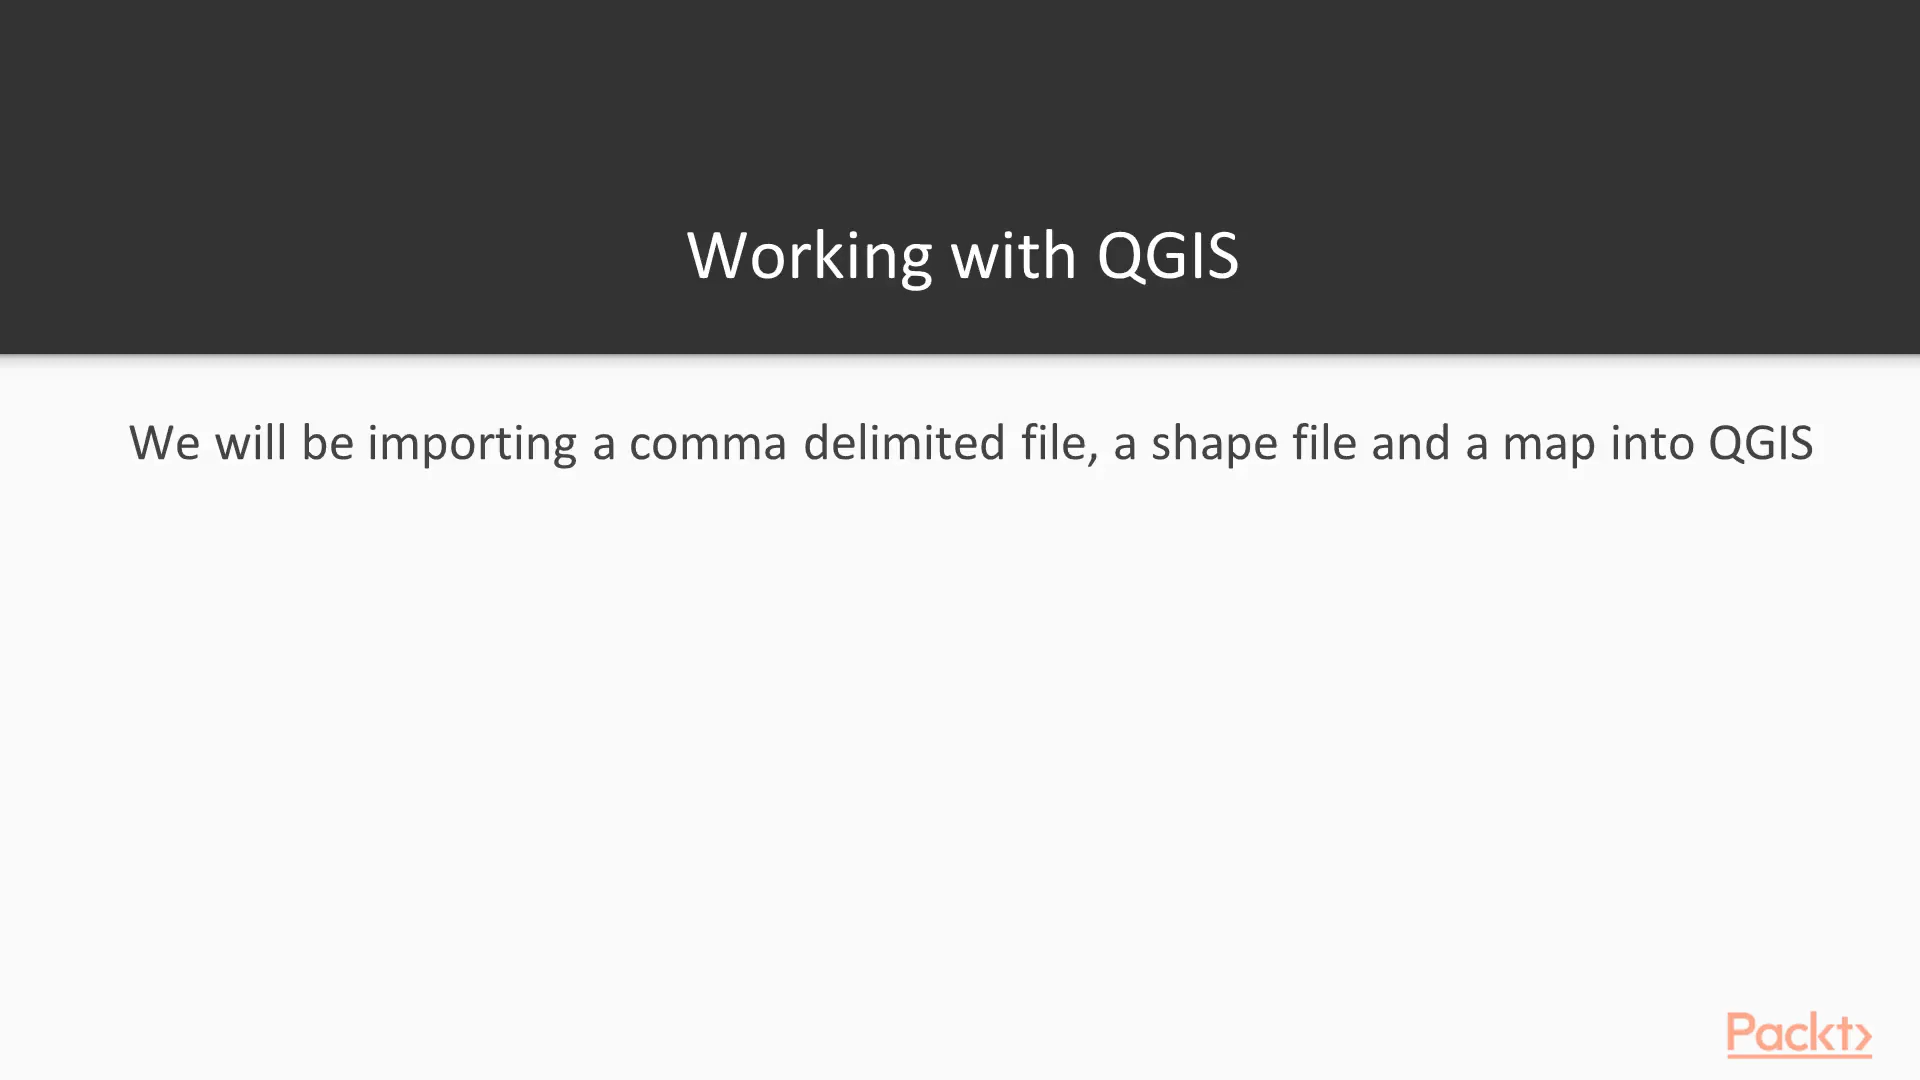 Working with QGIS
We will be importing a comma delimited file, a shape file and a map into QGIS
Packt>